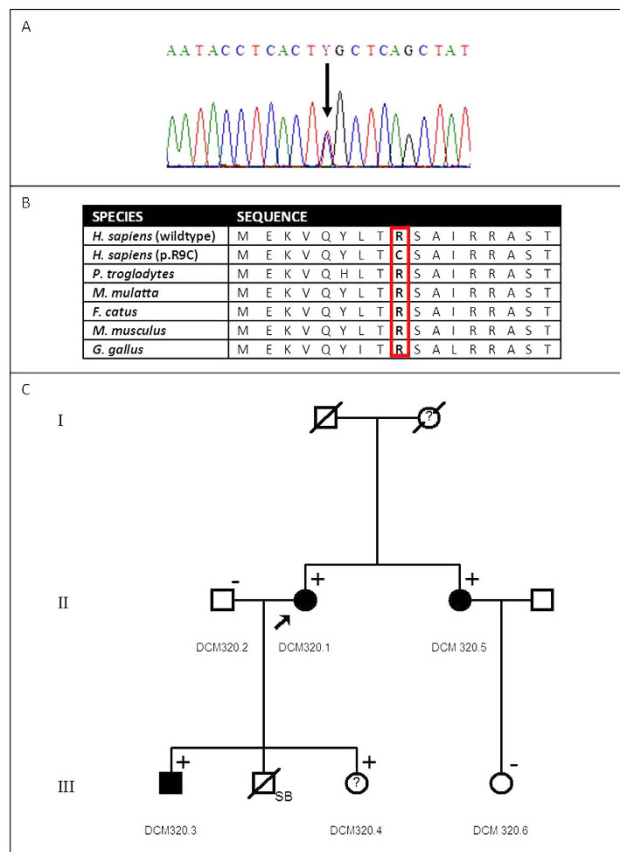 A
A A T A C C T C A C T Y G C T C A G C T A T
B
SPECIES SEQUENCE
H. sapiens (wildtype) M E K V Q Y L T R S A I R R A S T
H. sapiens (p.R9C) M E K V Q Y L T C S A I R R A S T
P. troglodytes M E K V Q H L T R S A I R R A S T
M. mulatta M E K V Q Y L T R S A I R R A S T
F. catus M E K V Q Y L T R S A I R R A S T
M. musculus M E K V Q Y L T R S A I R R A S T
G. gallus M E K V Q Y I T R S A L R R A S T
C
I
?
II
- + +
DCM320.2 DCM320.1 DCM 320.5
III
+ + -
?
SB
DCM320.3 DCM320.4 DCM 320.6